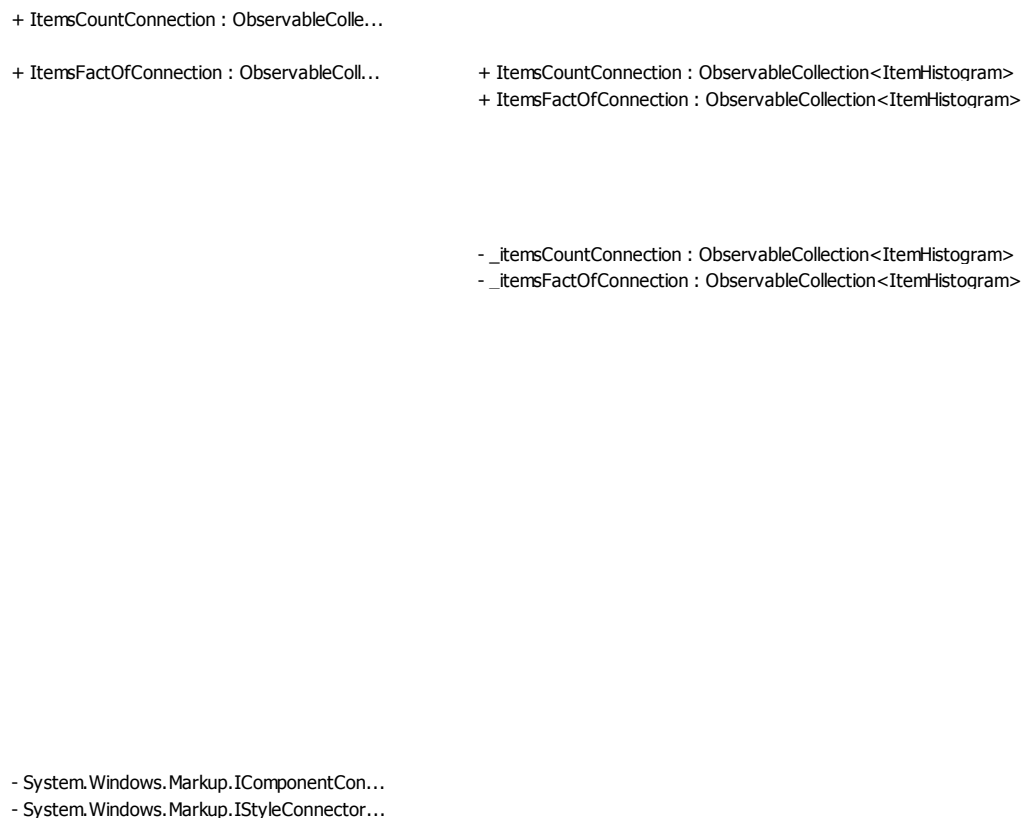 + ItemsCountConnection : ObservableColle...
+ ItemsFactOfConnection : ObservableColl...
+ ItemsCountConnection : ObservableCollection<ItemHistogram>
+ ItemsFactOfConnection : ObservableCollection<ItemHistogram>
- _itemsCountConnection : ObservableCollection<ItemHistogram>
- _itemsFactOfConnection : ObservableCollection<ItemHistogram>
- System.Windows.Markup.IComponentCon...
- System.Windows.Markup.IStyleConnector...